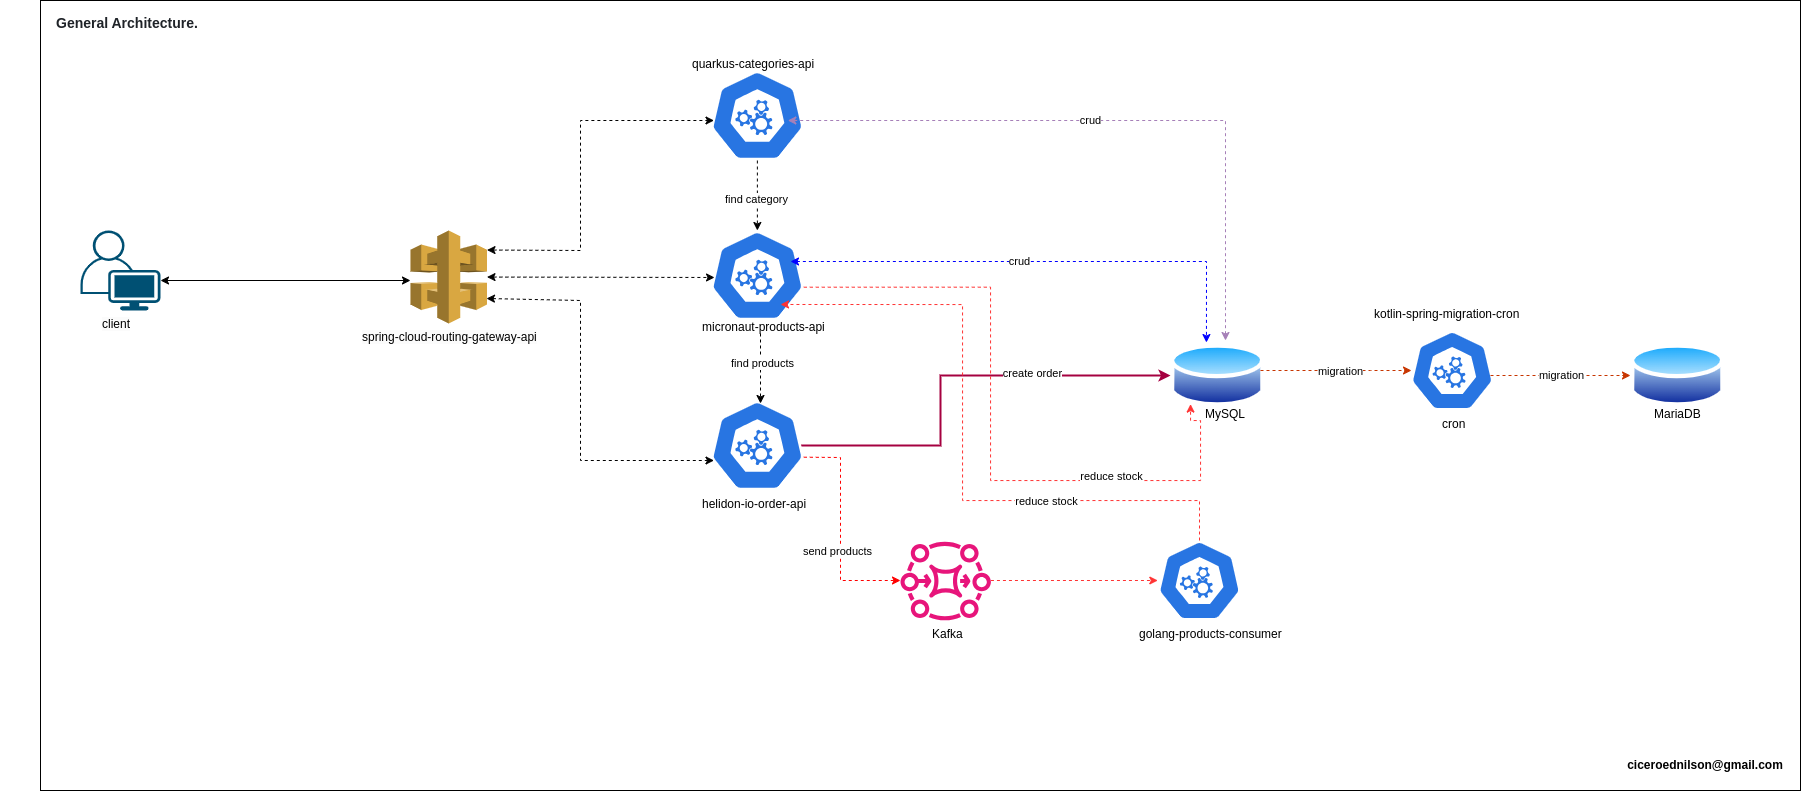 General Architecture.
quarkus-categories-api
crud
find category
crud
client
spring-cloud-routing-gateway-api
micronaut-products-api
kotlin-spring-migration-cron
find products
create order
migration
migration
MySQL
cron
MariaDB
reduce stock
reduce stock
helidon-io-order-api
send products
Kafka
golang-products-consumer
ciceroednilson@gmail.com